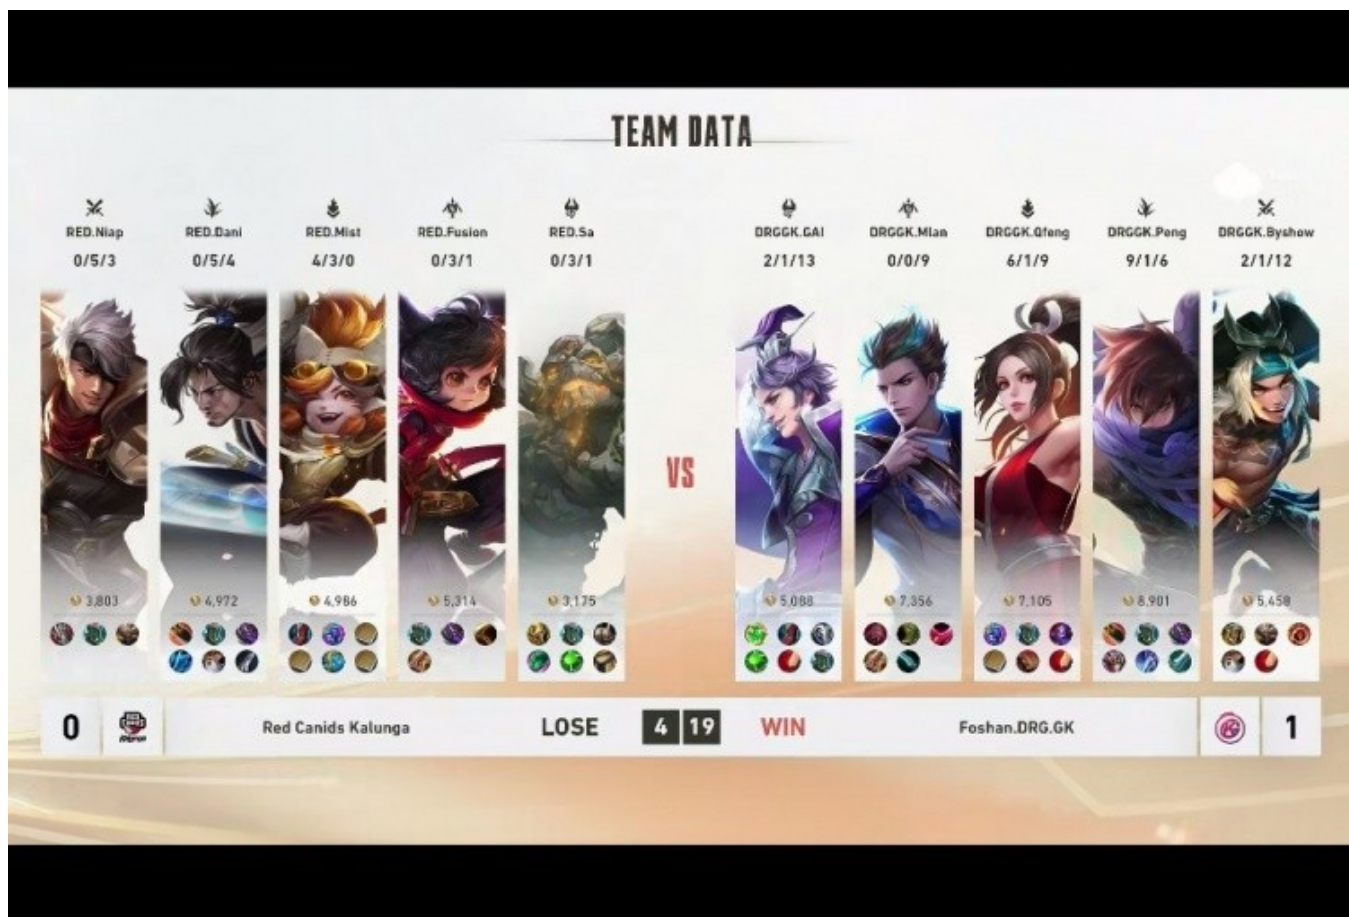 TEAM DATA
RED.Niap RED.Dani RED.Mist RED.Fusion RED.Sa DRGGK.GAI DRGGK.Mlan DRGGK.Qfeng DRGGK.Peng DRGGK.Byshow
0/5/3 0/5/4 4/3/0 0/3/1 0/3/1 2/1/13 0/0/9 6/1/9 9/1/6 2/1/12
VS
3,803 4,972 4,986 5,314 3,175 5,088 7,356 7,105 8,901 5,458
0 Red Canids Kalunga LOSE 4 19 WIN Foshan.DRG.GK 1